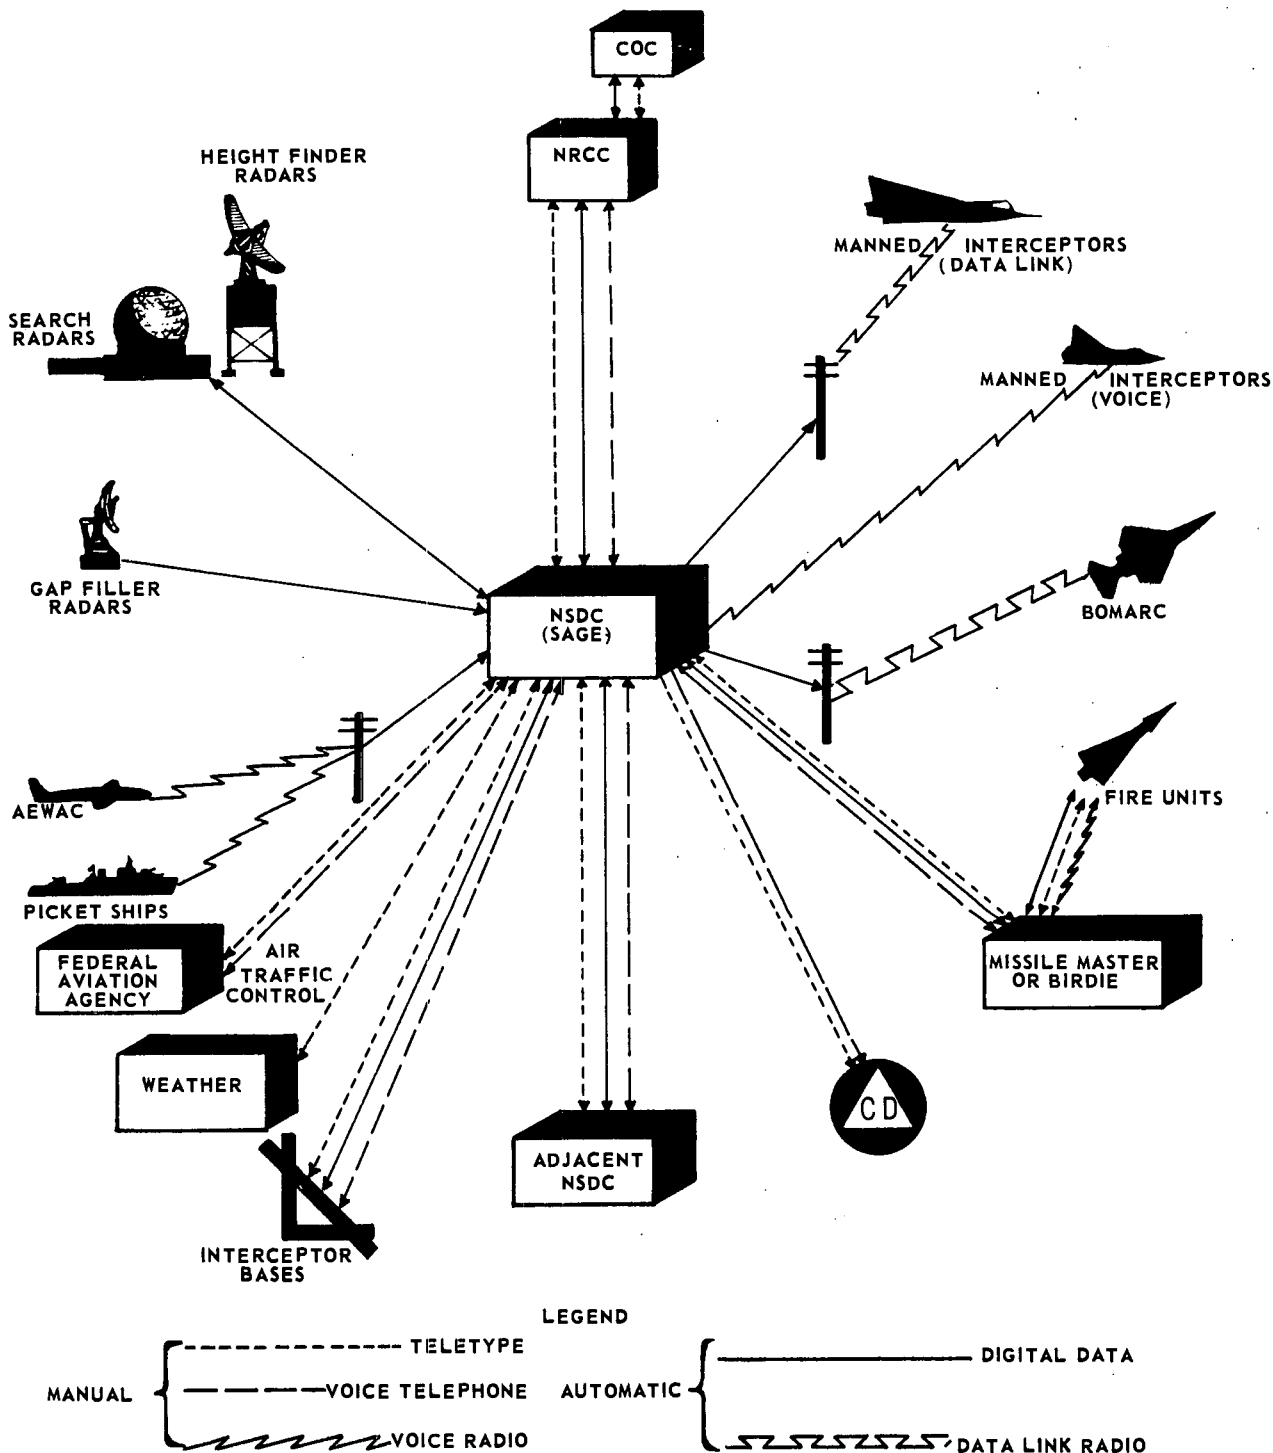 COC
NRCC
HEIGHT FINDER
RADARS
SEARCH
RADARS
MANNED INTERCEPTORS
(DATA LINK)
MANNED INTERCEPTORS
(VOICE)
GAP FILLER
RADARS
NSDC
(SAGE)
BOMARC
AEWAC
FIRE UNITS
PICKET SHIPS
FEDERAL
AVIATION
AGENCY
AIR
TRAFFIC
CONTROL
MISSILE MASTER
OR BIRDIE
WEATHER
CD
ADJACENT
NSDC
INTERCEPTOR
BASES
LEGEND
MANUAL
TELETYPE
VOICE TELEPHONE
VOICE RADIO
AUTOMATIC
DIGITAL DATA
DATA LINK RADIO